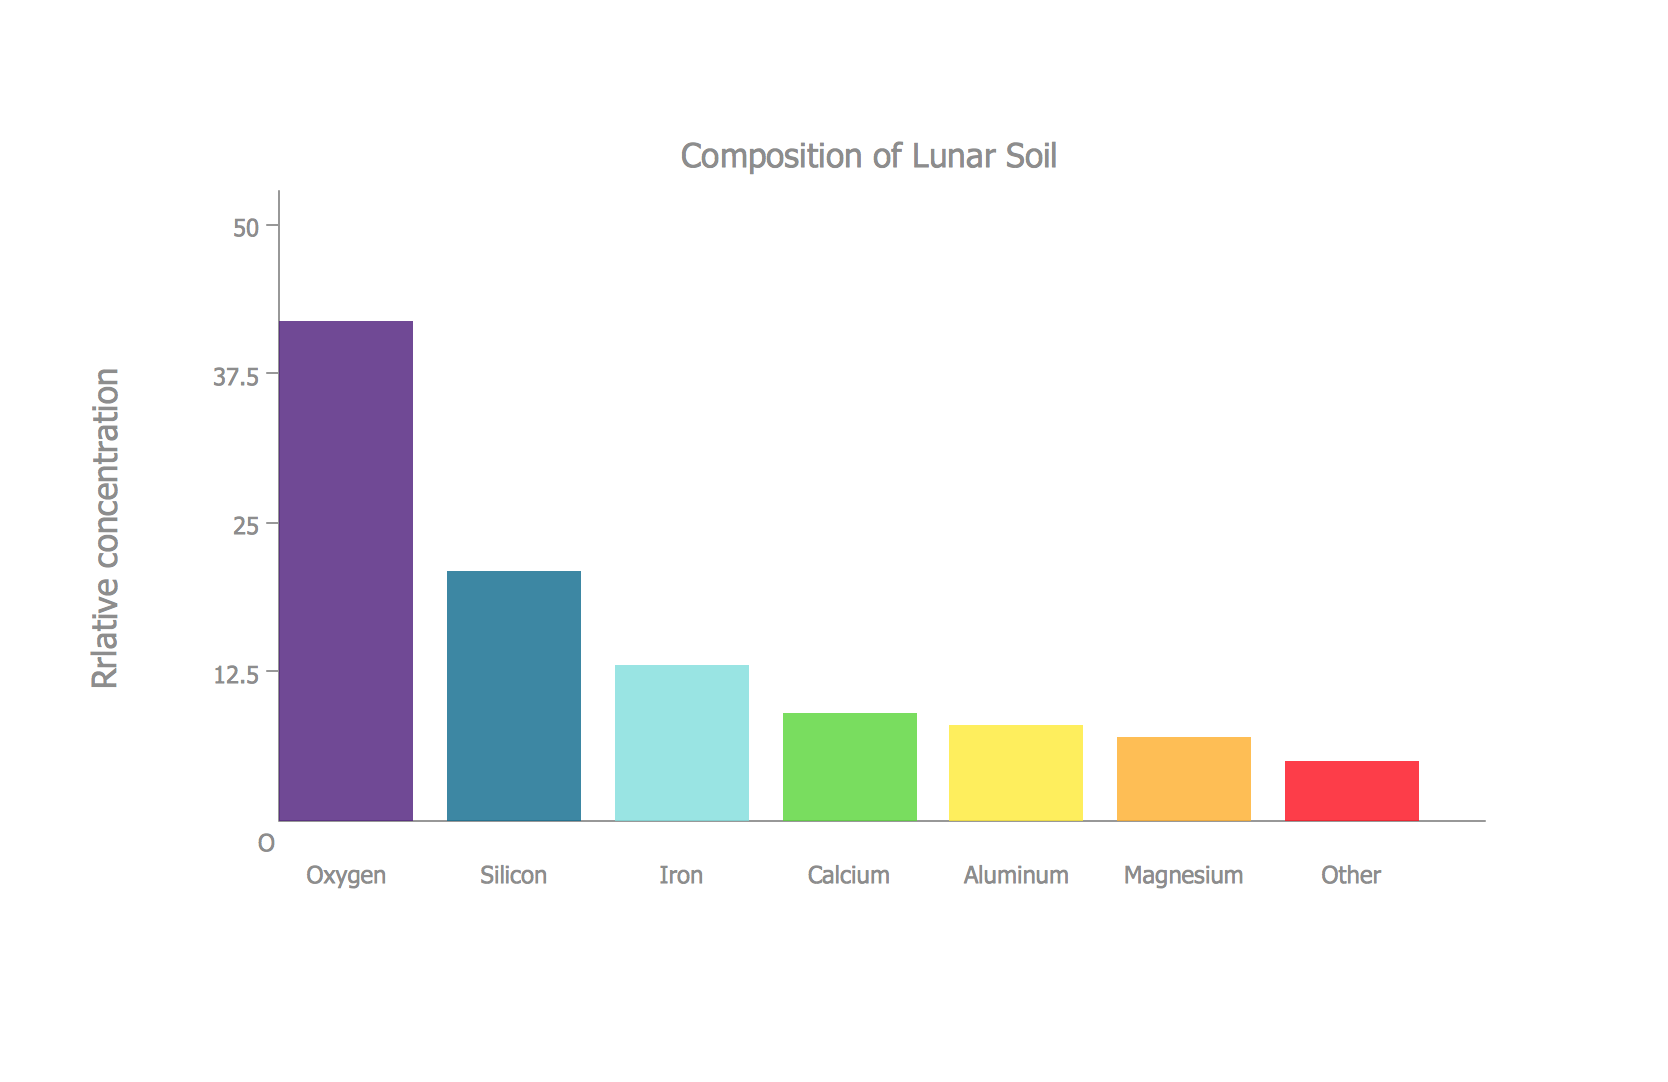 Composition of Lunar Soil
Rrlative concentration
50
37.5
25
12.5
O
Oxygen Silicon Iron Calcium Aluminum Magnesium Other